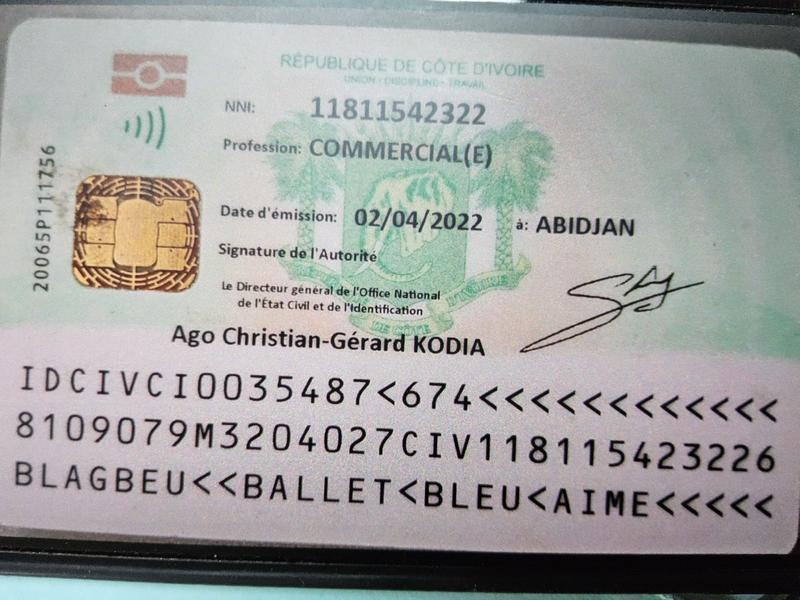 RÉPUBLIQUE DE CÔTE D'IVOIRE
UNION - DISCIPLINE - TRAVAIL
NNI: 11811542322
Profession: COMMERCIAL(E)
20065P111756
Date d'émission: 02/04/2022 à: ABIDJAN
Signature de l'Autorité
Le Directeur général de l'Office National
de l'État Civil et de l'Identification
Ago Christian-Gérard KODIA
IDCIVCI0035487<674<<<<<<<<<<<<
8109079M3204027CIV118115423226
BLAGBEU<<BALLET<BLEU<AIME<<<<<